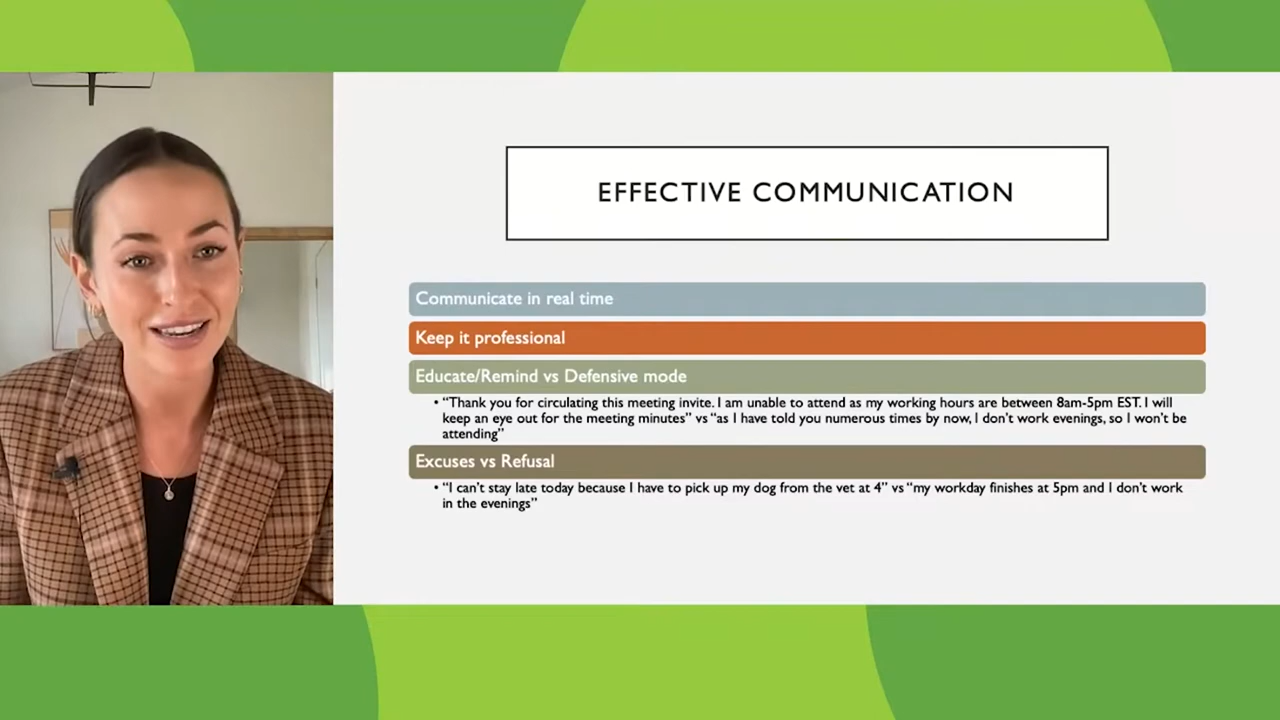 EFFECTIVE COMMUNICATION
Communicate in real time
Keep it professional
Educate/Remind vs Defensive mode
• “Thank you for circulating this meeting invite. I am unable to attend as my working hours are between 8am-5pm EST. I will
keep an eye out for the meeting minutes” vs “as I have told you numerous times by now, I don’t work evenings, so I won’t be
attending”
Excuses vs Refusal
• “I can’t stay late today because I have to pick up my dog from the vet at 4” vs “my workday finishes at 5pm and I don’t work
in the evenings”